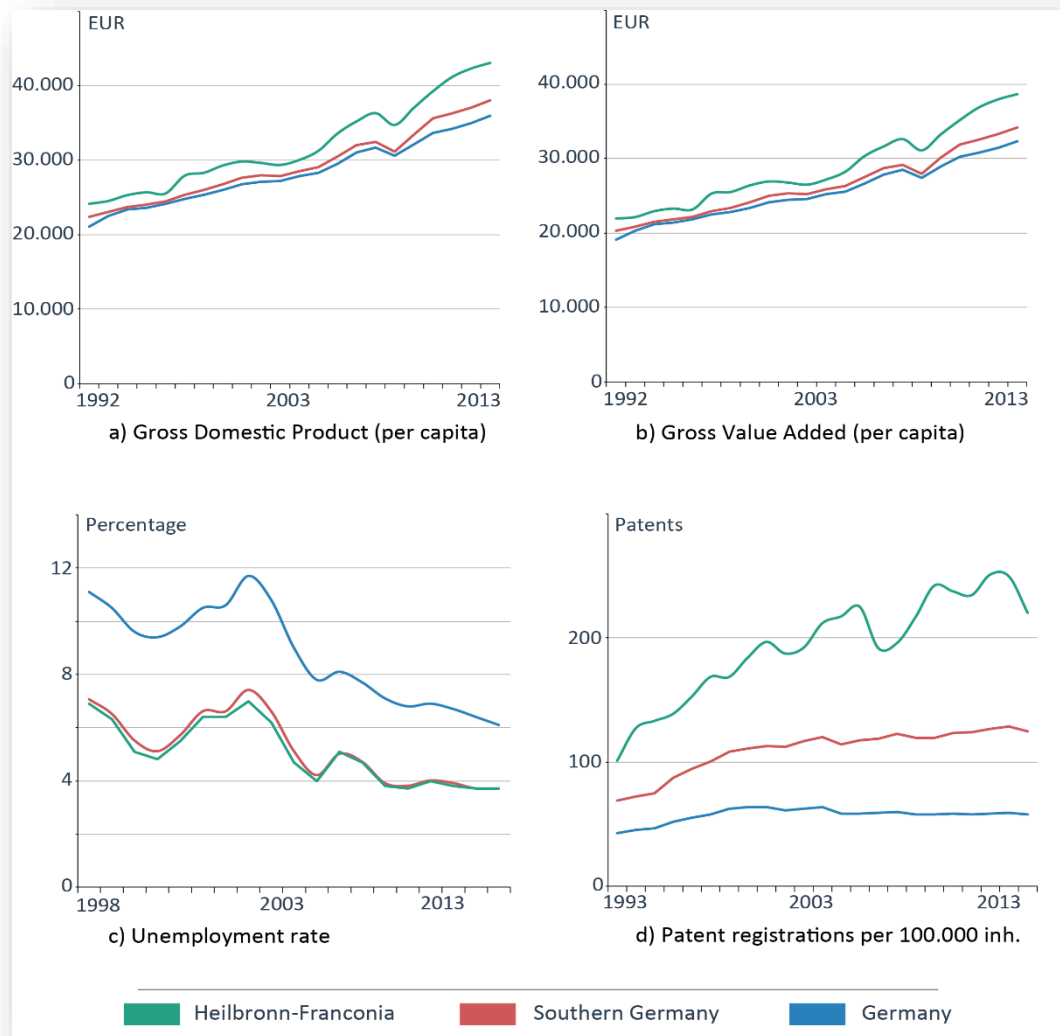 EUR
40.000
30.000
20.000
10.000
0
1992 2003 2013
a) Gross Domestic Product (per capita)
EUR
40.000
30.000
20.000
10.000
0
1992 2003 2013
b) Gross Value Added (per capita)
Percentage
12
8
4
0
1998 2003 2013
c) Unemployment rate
Patents
200
100
0
1993 2003 2013
d) Patent registrations per 100.000 inh.
Heilbronn-Franconia Southern Germany Germany